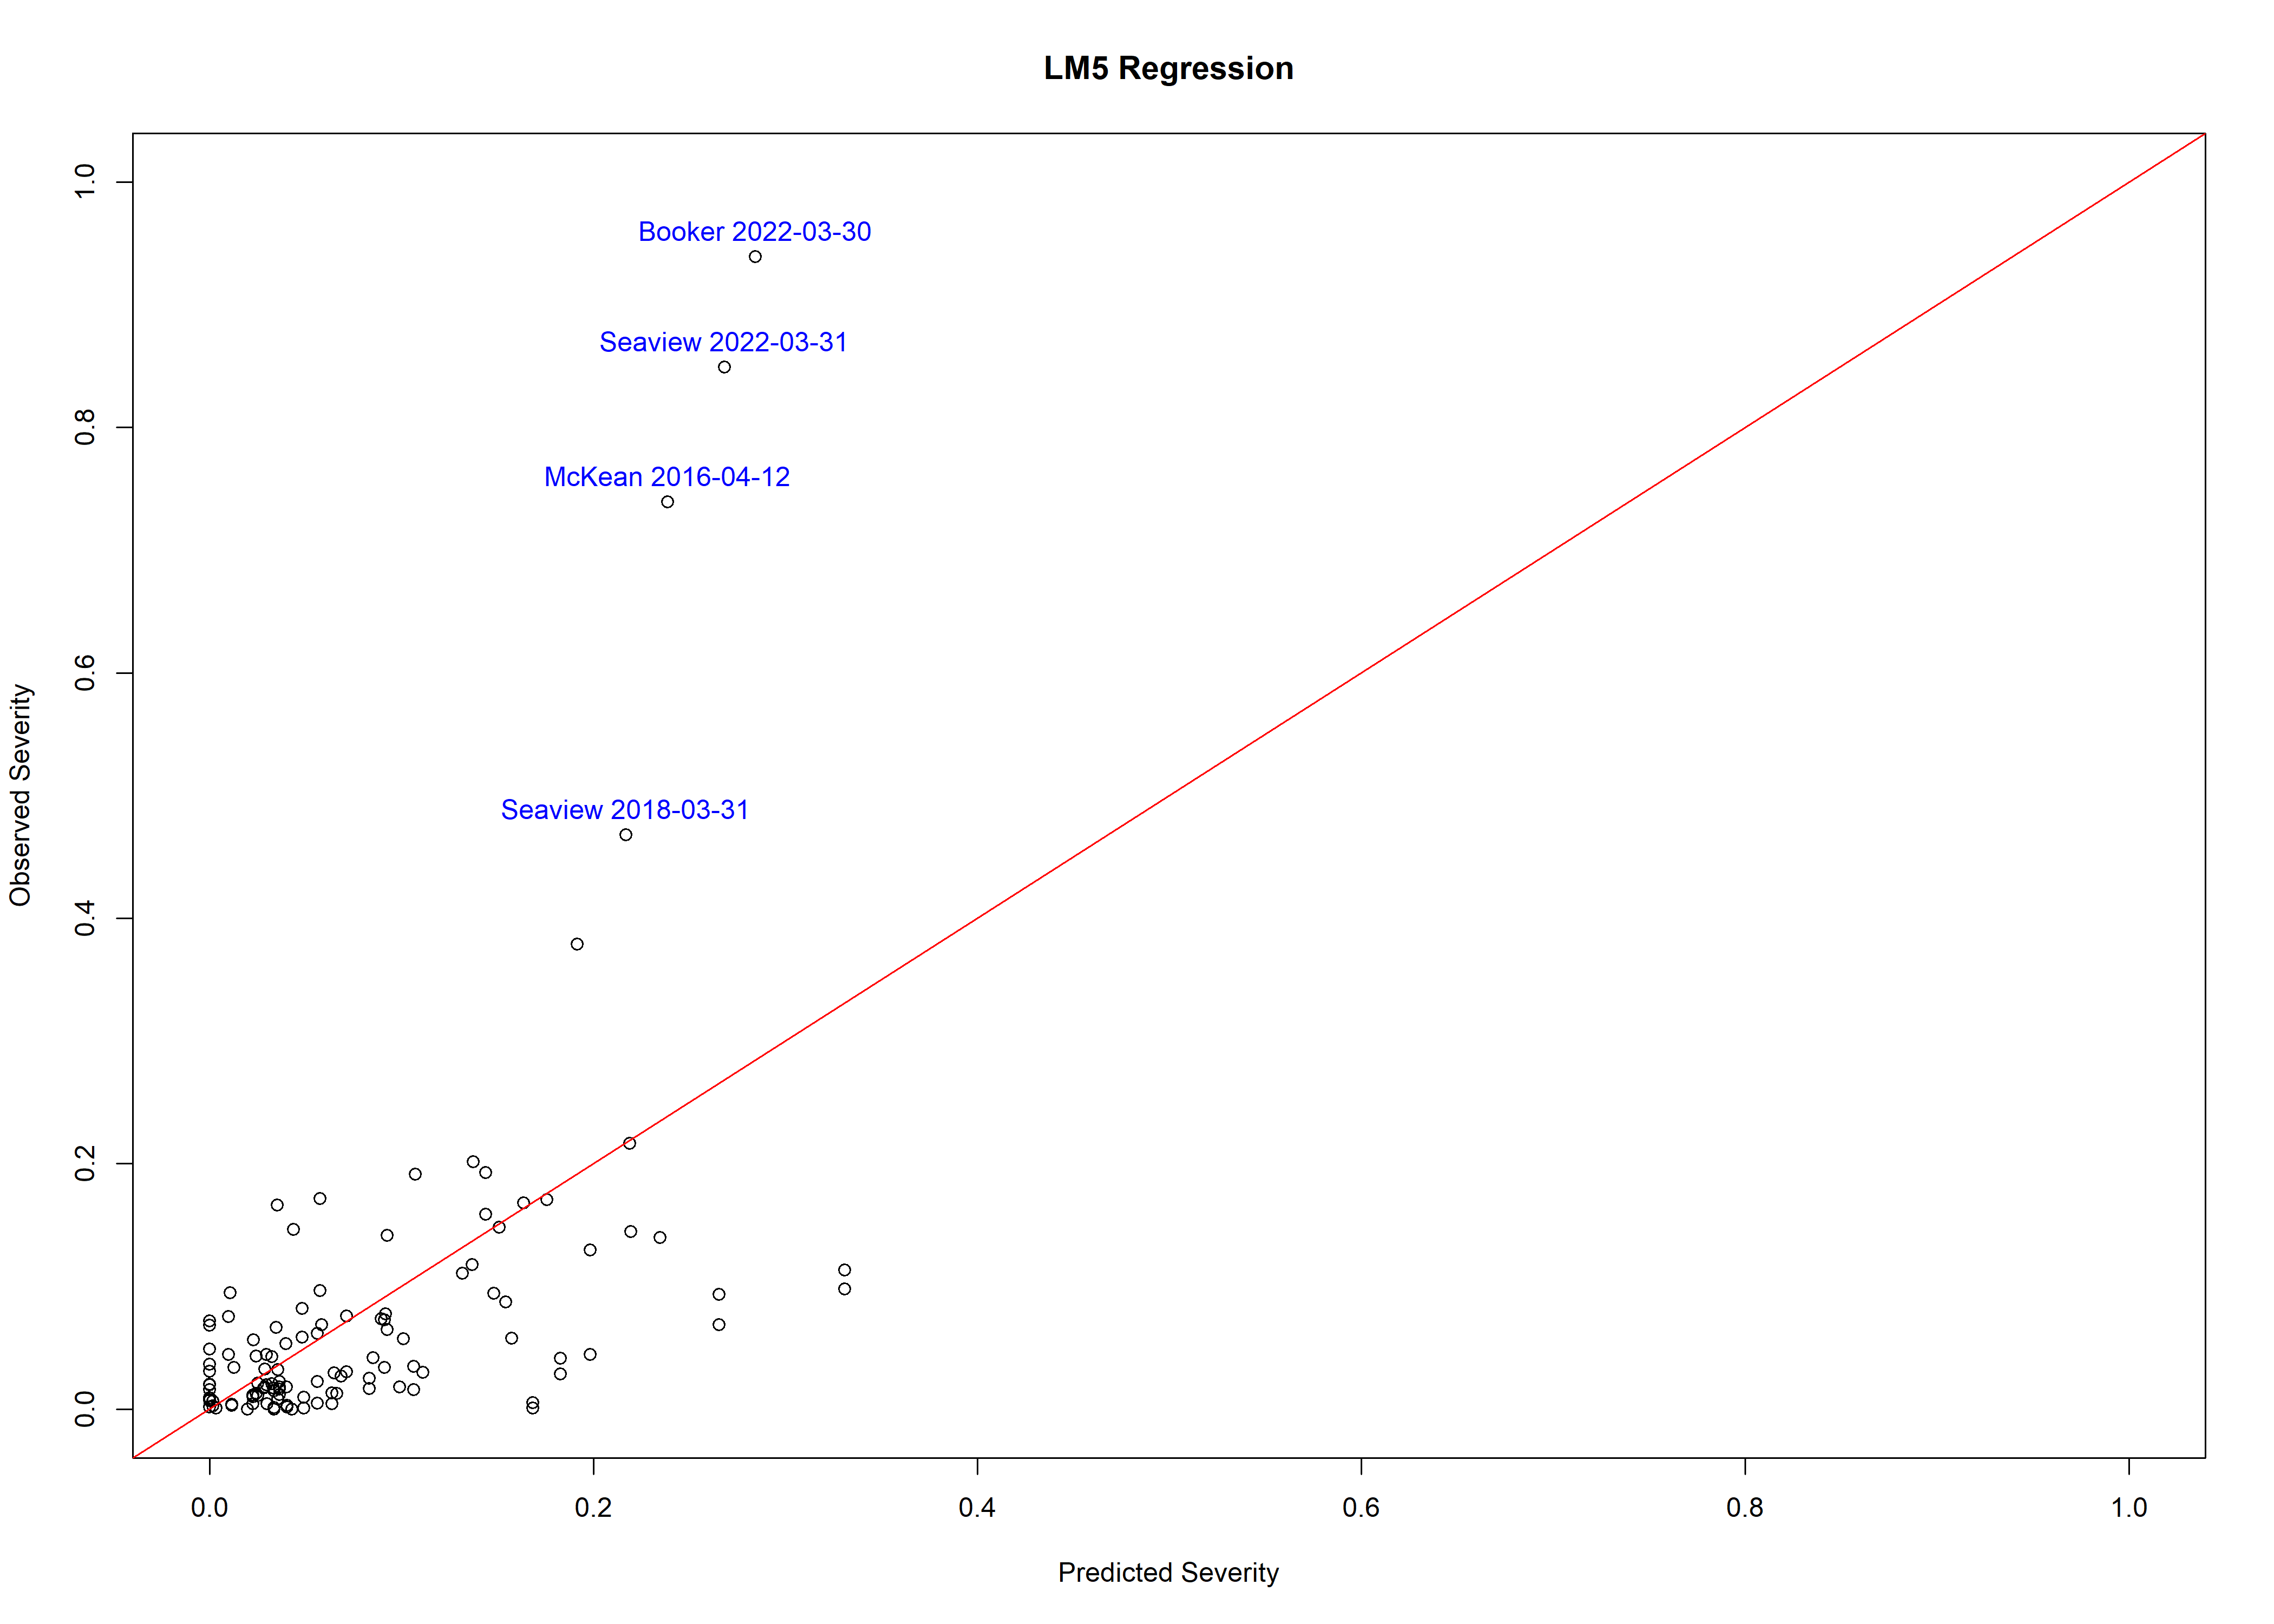 LM5 Regression
Booker 2022-03-30
Seaview 2022-03-31
McKean 2016-04-12
Seaview 2018-03-31
Observed Severity
1.0
0.8
0.6
0.4
0.2
0.0
0.0 0.2 0.4 0.6 0.8 1.0
Predicted Severity